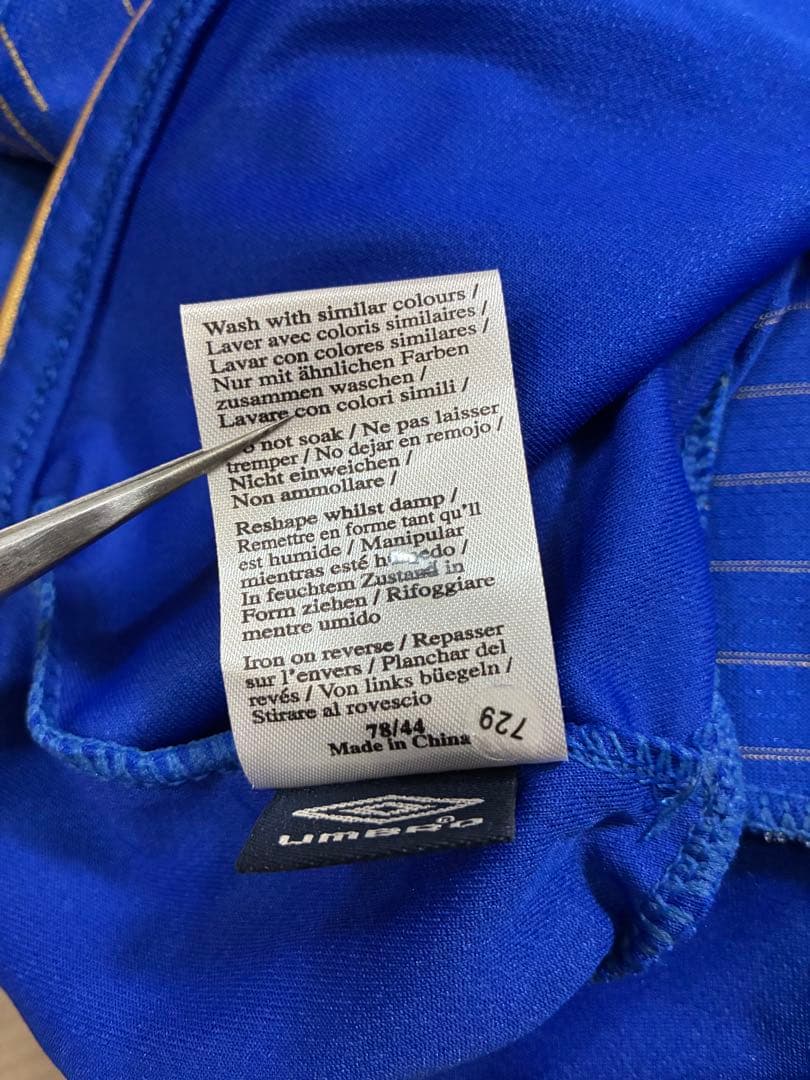 Wash with similar colours /
Laver avec coloris similaires /
Lavar con colores similares /
Nur mit ähnlichen Farben
zusammen waschen /
Lavare con colori simili /
not soak / Ne pas laisser
tremper / No dejar en remojo /
Nicht einweichen /
Non ammollare /
Reshape whilst damp /
Remettre en forme tant qu'il
est humide / Manipular
mientras esté /
In feuchtem Zustand in
Form ziehen / Rifoggiare
mentre umido
Iron on reverse / Repasser
sur l'envers / Planchar del
revés / Von links büegeln /
Stirare al rovescio
78/44
Made in China
729
UMBRO